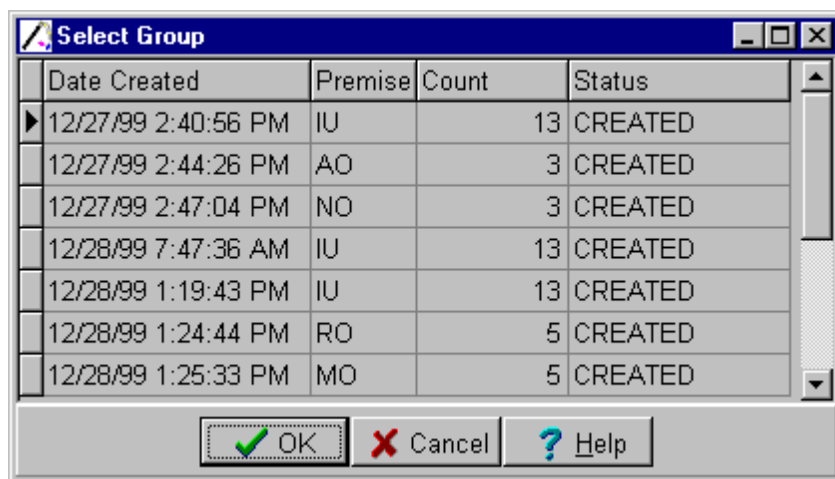 Select Group
Date Created Premise Count Status
12/27/99 2:40:56 PM IU 13 CREATED
12/27/99 2:44:26 PM AO 3 CREATED
12/27/99 2:47:04 PM NO 3 CREATED
12/28/99 7:47:36 AM IU 13 CREATED
12/28/99 1:19:43 PM IU 13 CREATED
12/28/99 1:24:44 PM RO 5 CREATED
12/28/99 1:25:33 PM MO 5 CREATED
OK Cancel Help